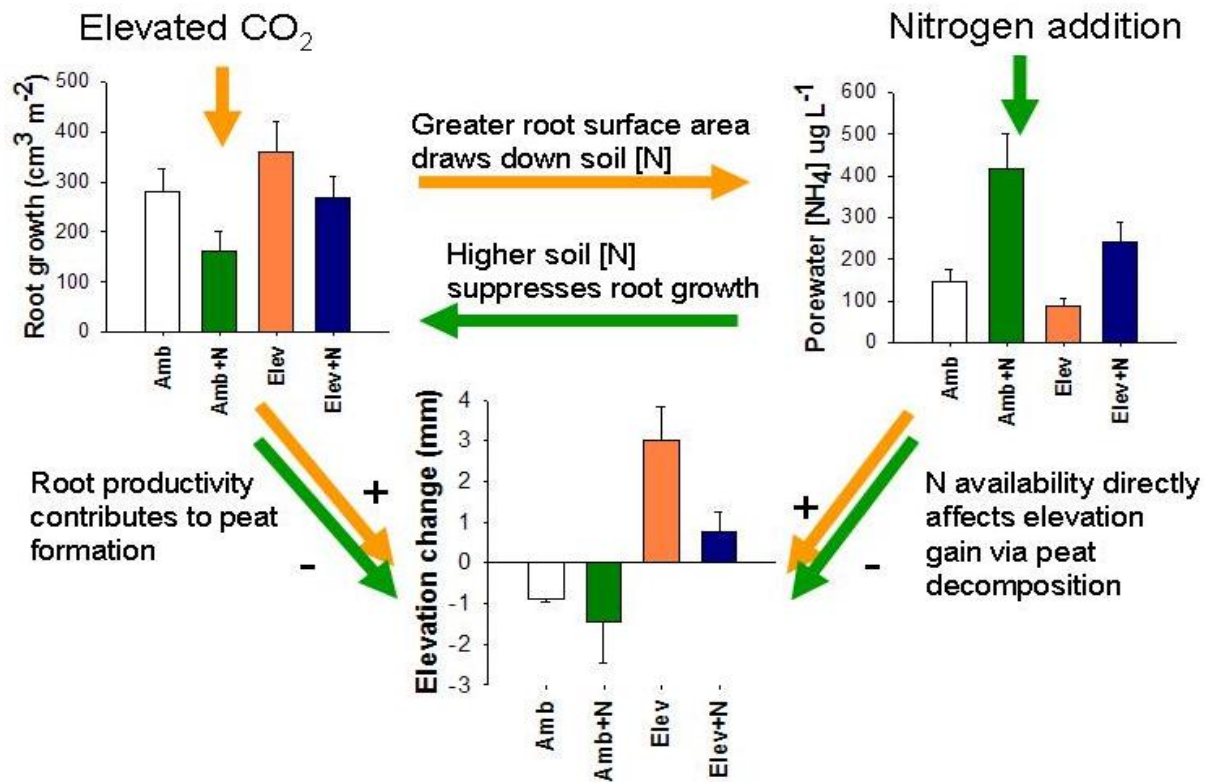 Elevated CO₂
Nitrogen addition
Root growth (cm³ m⁻²)
500
400
300
200
100
0
Amb
Amb+N
Elev
Elev+N
Greater root surface area
draws down soil [N]
Higher soil [N]
suppresses root growth
Porewater [NH₄] ug L⁻¹
600
500
400
300
200
100
0
Amb
Amb+N
Elev
Elev+N
Root productivity
contributes to peat
formation
+
-
Elevation change (mm)
4
3
2
1
0
-1
-2
-3
Amb
Amb+N
Elev
Elev+N
+
-
N availability directly
affects elevation
gain via peat
decomposition